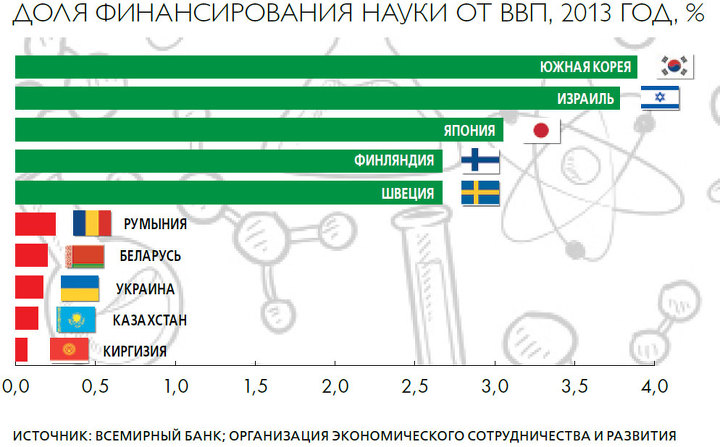 ДОЛЯ ФИНАНСИРОВАНИЯ НАУКИ ОТ ВВП, 2013 ГОД, %
ЮЖНАЯ КОРЕЯ
ИЗРАИЛЬ
ЯПОНИЯ
ФИНЛЯНДИЯ
ШВЕЦИЯ
РУМЫНИЯ
БЕЛАРУСЬ
УКРАИНА
КАЗАХСТАН
КИРГИЗИЯ
0,0 0,5 1,0 1,5 2,0 2,5 3,0 3,5 4,0
ИСТОЧНИК: ВСЕМИРНЫЙ БАНК; ОРГАНИЗАЦИЯ ЭКОНОМИЧЕСКОГО СОТРУДНИЧЕСТВА И РАЗВИТИЯ